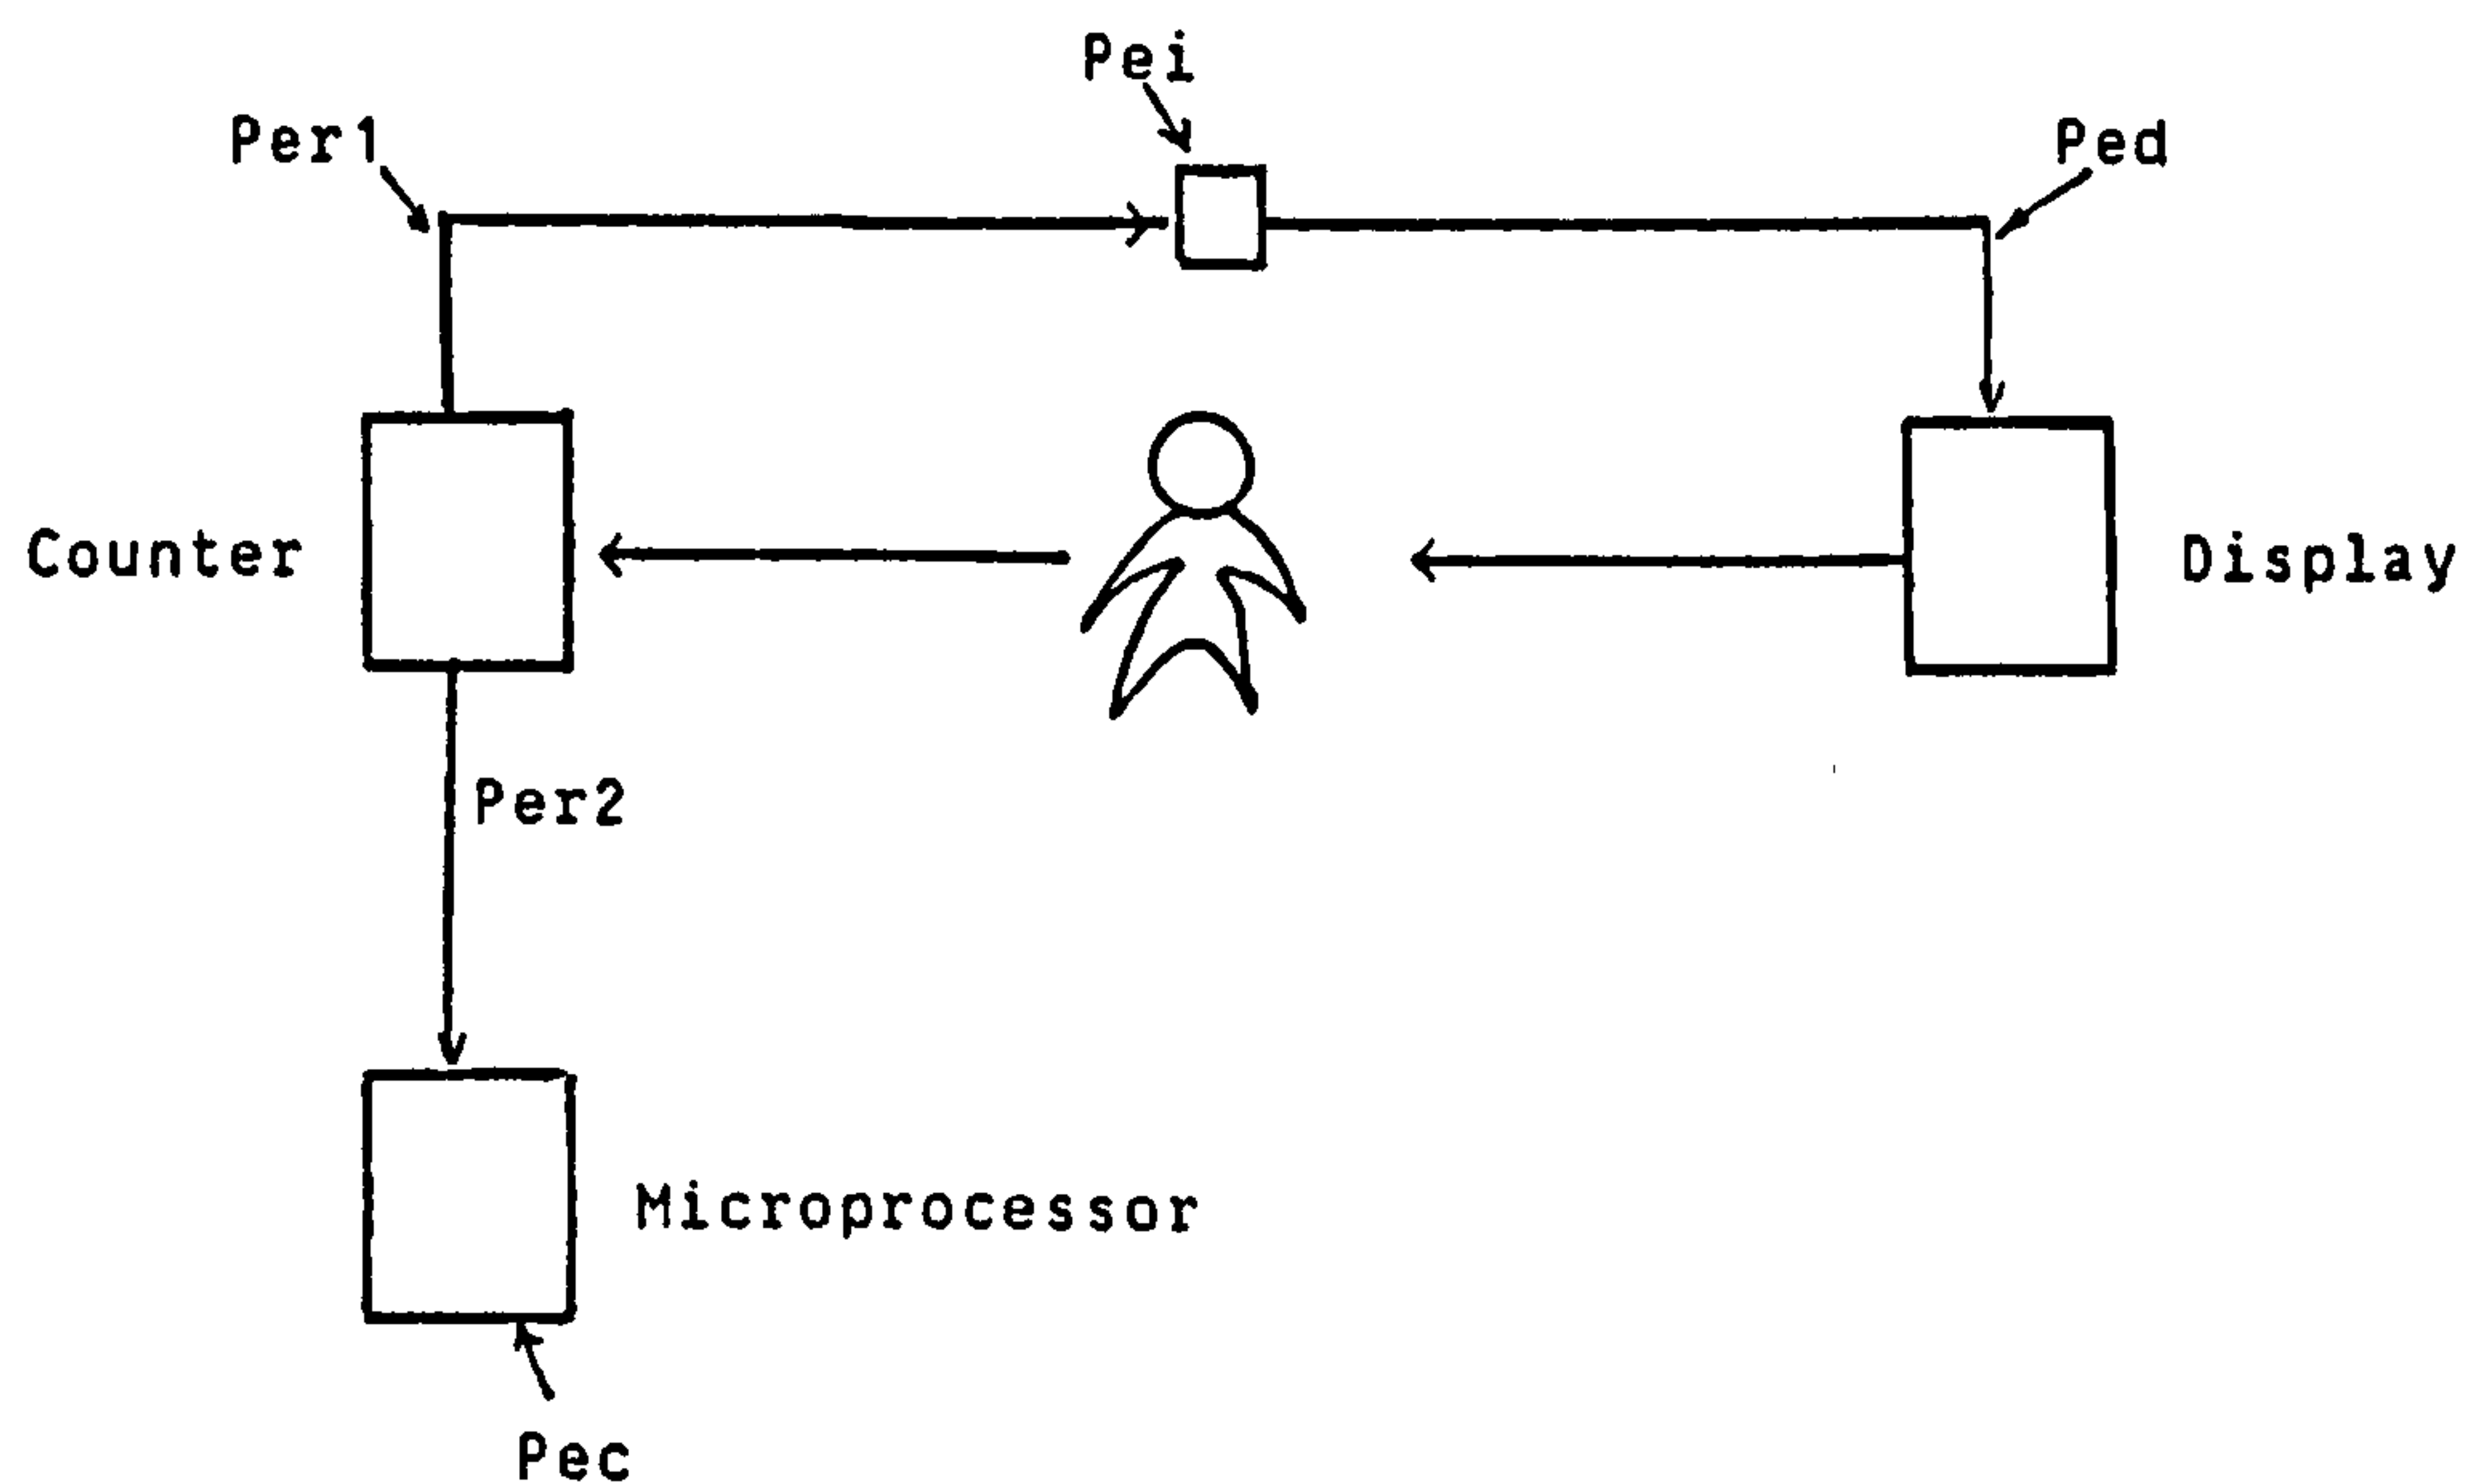 Pei
Per1
Ped
Counter
Display
Per2
Microprocessor
Pec